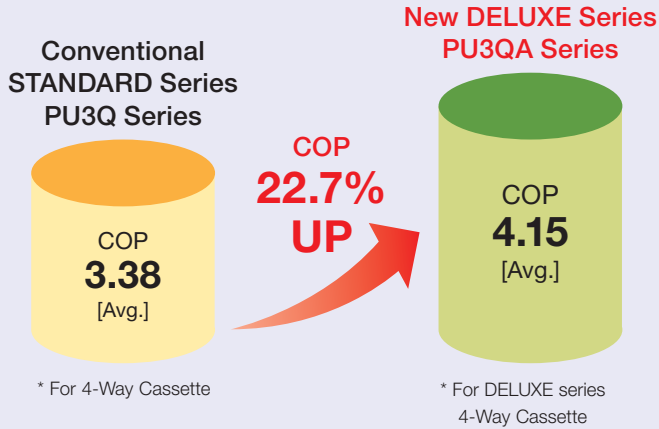 Conventional
STANDARD Series
PU3Q Series
COP
3.38
[Avg.]
* For 4-Way Cassette
COP
22.7%
UP
New DELUXE Series
PU3QA Series
COP
4.15
[Avg.]
* For DELUXE series
4-Way Cassette